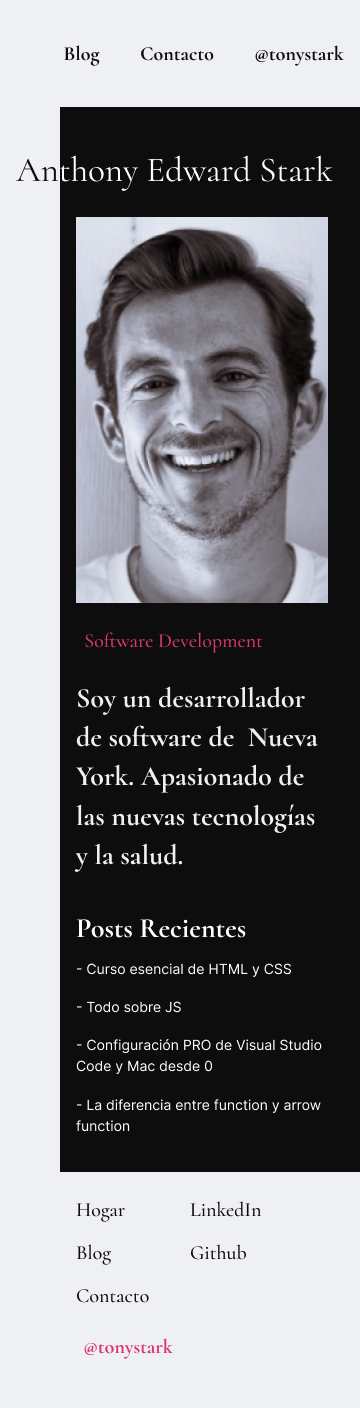 Blog Contacto @tonystark
Anthony Edward Stark
Software Development
Soy un desarrollador
de software de  Nueva
York. Apasionado de
las nuevas tecnologías
y la salud.
Posts Recientes
- Curso esencial de HTML y CSS
- Todo sobre JS
- Configuración PRO de Visual Studio
Code y Mac desde 0
- La diferencia entre function y arrow
function
Hogar LinkedIn
Blog Github
Contacto
@tonystark